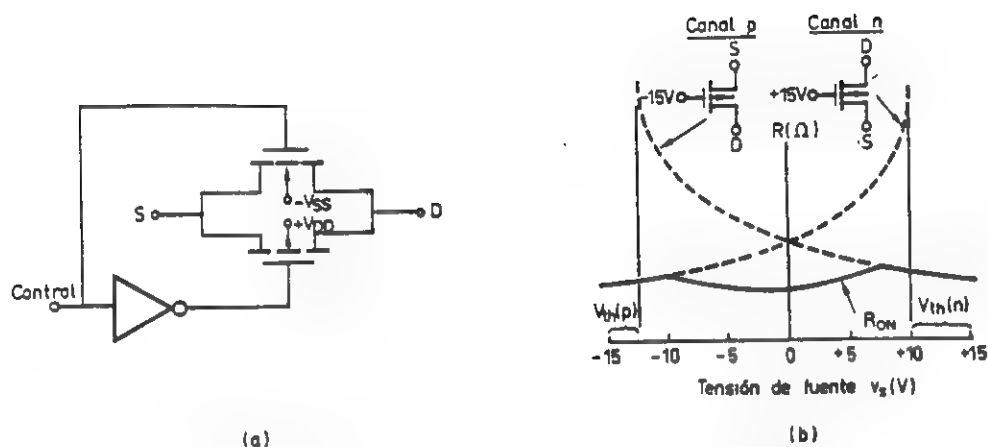 Control
S
-VSS
+VDD
D
(a)
Canal p
S
-15V
D
Canal n
D
+15V
S
R(Ω)
Vth(p)
RON
Vth(n)
-15 -10 -5 0 +5 +10 +15
Tensión de fuente vs(V)
(b)